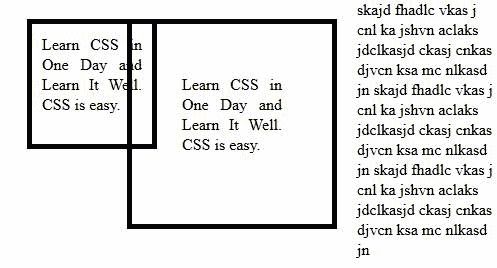 Learn CSS in
One Day and
Learn It Well.
CSS is easy.
Learn CSS in
One Day and
Learn It Well.
CSS is easy.
skajd fhadlc vkas j
cnl ka jshvn aclaks
jdclkasjd ckasj cnkas
djvcn ksa mc nlkasd
jn skajd fhadlc vkas j
cnl ka jshvn aclaks
jdclkasjd ckasj cnkas
djvcn ksa mc nlkasd
jn skajd fhadlc vkas j
cnl ka jshvn aclaks
jdclkasjd ckasj cnkas
djvcn ksa mc nlkasd
jn